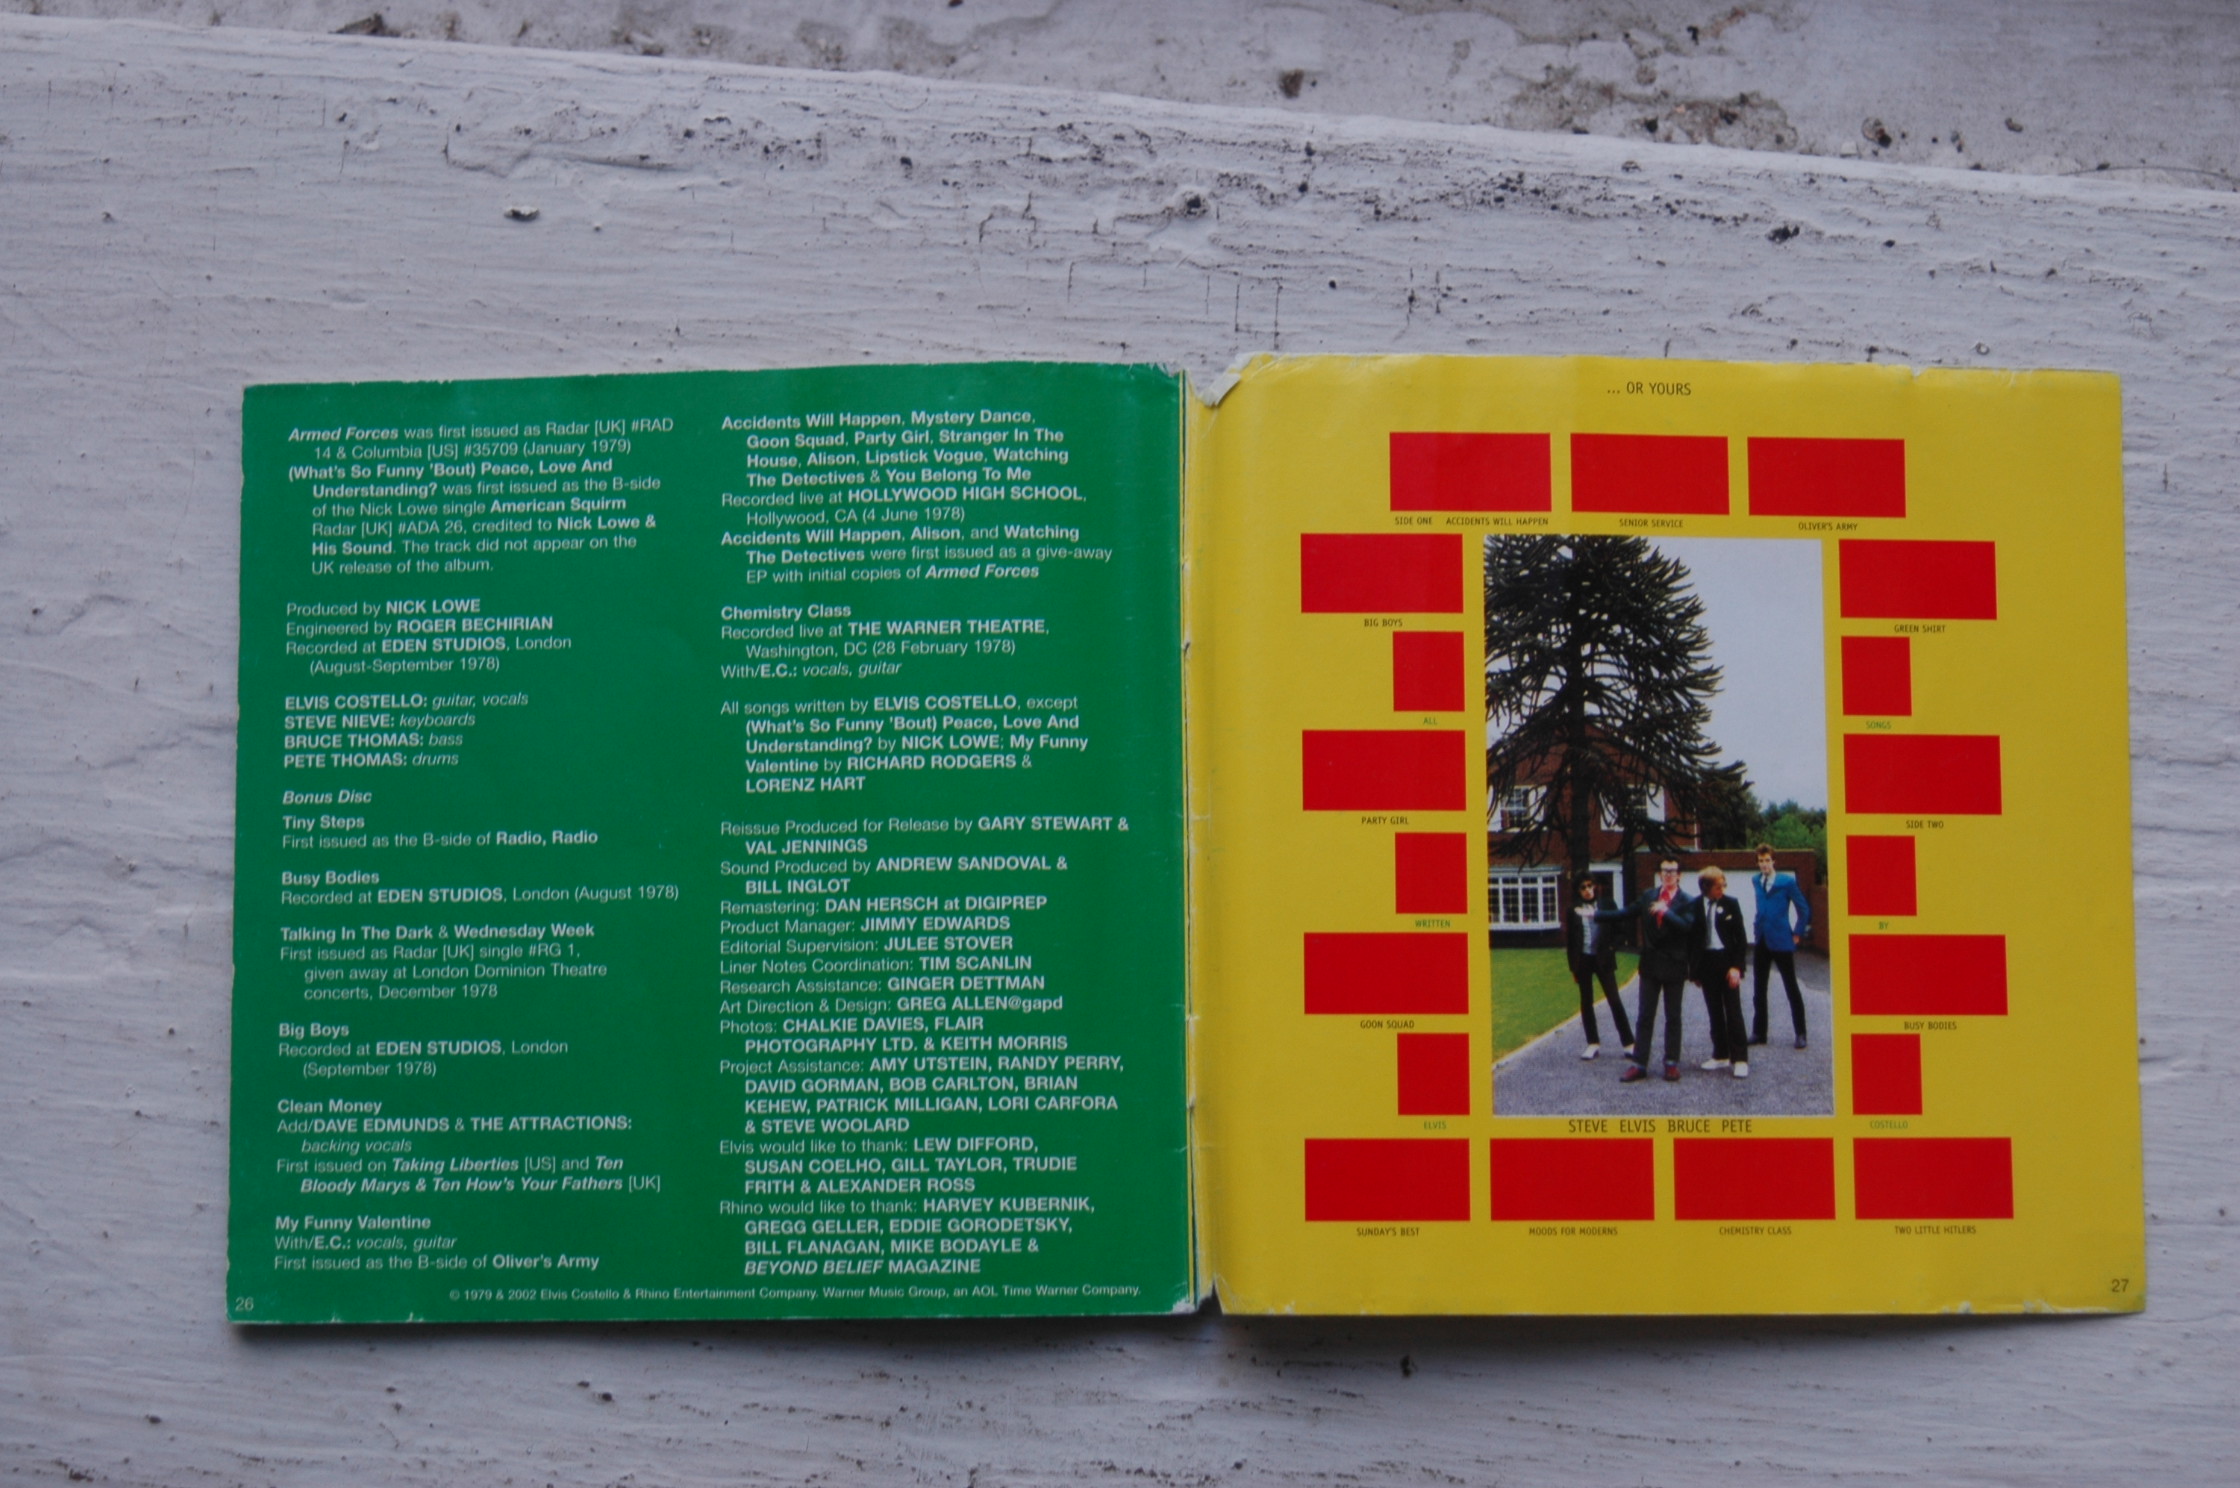 Armed Forces was first issued as Radar [UK] #RAD
14 & Columbia [US] #35709 (January 1979)
(What's So Funny 'Bout) Peace, Love And
Understanding? was first issued as the B-side
of the Nick Lowe single American Squirm
Radar [UK] #ADA 26, credited to Nick Lowe &
His Sound. The track did not appear on the
UK release of the album.
Produced by NICK LOWE
Engineered by ROGER BECHIRIAN
Recorded at EDEN STUDIOS, London
(August-September 1978)
ELVIS COSTELLO: guitar, vocals
STEVE NIEVE: keyboards
BRUCE THOMAS: bass
PETE THOMAS: drums
Bonus Disc
Tiny Steps
First issued as the B-side of Radio, Radio
Busy Bodies
Recorded at EDEN STUDIOS, London (August 1978)
Talking In The Dark & Wednesday Week
First issued as Radar [UK] single #RG 1,
given away at London Dominion Theatre
concerts, December 1978
Big Boys
Recorded at EDEN STUDIOS, London
(September 1978)
Clean Money
Add/DAVE EDMUNDS & THE ATTRACTIONS:
backing vocals
First issued on Taking Liberties [US] and Ten
Bloody Marys & Ten How's Your Fathers [UK]
My Funny Valentine
With/E.C.: vocals, guitar
First issued as the B-side of Oliver's Army
Accidents Will Happen, Mystery Dance,
Goon Squad, Party Girl, Stranger In The
House, Alison, Lipstick Vogue, Watching
The Detectives & You Belong To Me
Recorded live at HOLLYWOOD HIGH SCHOOL,
Hollywood, CA (4 June 1978)
Accidents Will Happen, Alison, and Watching
The Detectives were first issued as a give-away
EP with initial copies of Armed Forces
Chemistry Class
Recorded live at THE WARNER THEATRE,
Washington, DC (28 February 1978)
With/E.C.: vocals, guitar
All songs written by ELVIS COSTELLO, except
(What's So Funny 'Bout) Peace, Love And
Understanding? by NICK LOWE; My Funny
Valentine by RICHARD RODGERS &
LORENZ HART
Reissue Produced for Release by GARY STEWART &
VAL JENNINGS
Sound Produced by ANDREW SANDOVAL &
BILL INGLOT
Remastering: DAN HERSCH at DIGIPREP
Product Manager: JIMMY EDWARDS
Editorial Supervision: JULEE STOVER
Liner Notes Coordination: TIM SCANLIN
Research Assistance: GINGER DETTMAN
Art Direction & Design: GREG ALLEN@gapd
Photos: CHALKIE DAVIES, FLAIR
PHOTOGRAPHY LTD. & KEITH MORRIS
Project Assistance: AMY UTSTEIN, RANDY PERRY,
DAVID GORMAN, BOB CARLTON, BRIAN
KEHEW, PATRICK MILLIGAN, LORI CARFORA
& STEVE WOOLARD
Elvis would like to thank: LEW DIFFORD,
SUSAN COELHO, GILL TAYLOR, TRUDIE
FRITH & ALEXANDER ROSS
Rhino would like to thank: HARVEY KUBERNIK,
GREGG GELLER, EDDIE GORODETSKY,
BILL FLANAGAN, MIKE BODAYLE &
BEYOND BELIEF MAGAZINE
© 1979 & 2002 Elvis Costello & Rhino Entertainment Company. Warner Music Group, an AOL Time Warner Company.
26
... OR YOURS
SIDE ONE ACCIDENTS WILL HAPPEN
SENIOR SERVICE
OLIVER'S ARMY
BIG BOYS
GREEN SHIRT
ALL
SONGS
PARTY GIRL
SIDE TWO
WRITTEN
BY
GOON SQUAD
BUSY BODIES
ELVIS
COSTELLO
STEVE ELVIS BRUCE PETE
SUNDAY'S BEST
MOODS FOR MODERNS
CHEMISTRY CLASS
TWO LITTLE HITLERS
27